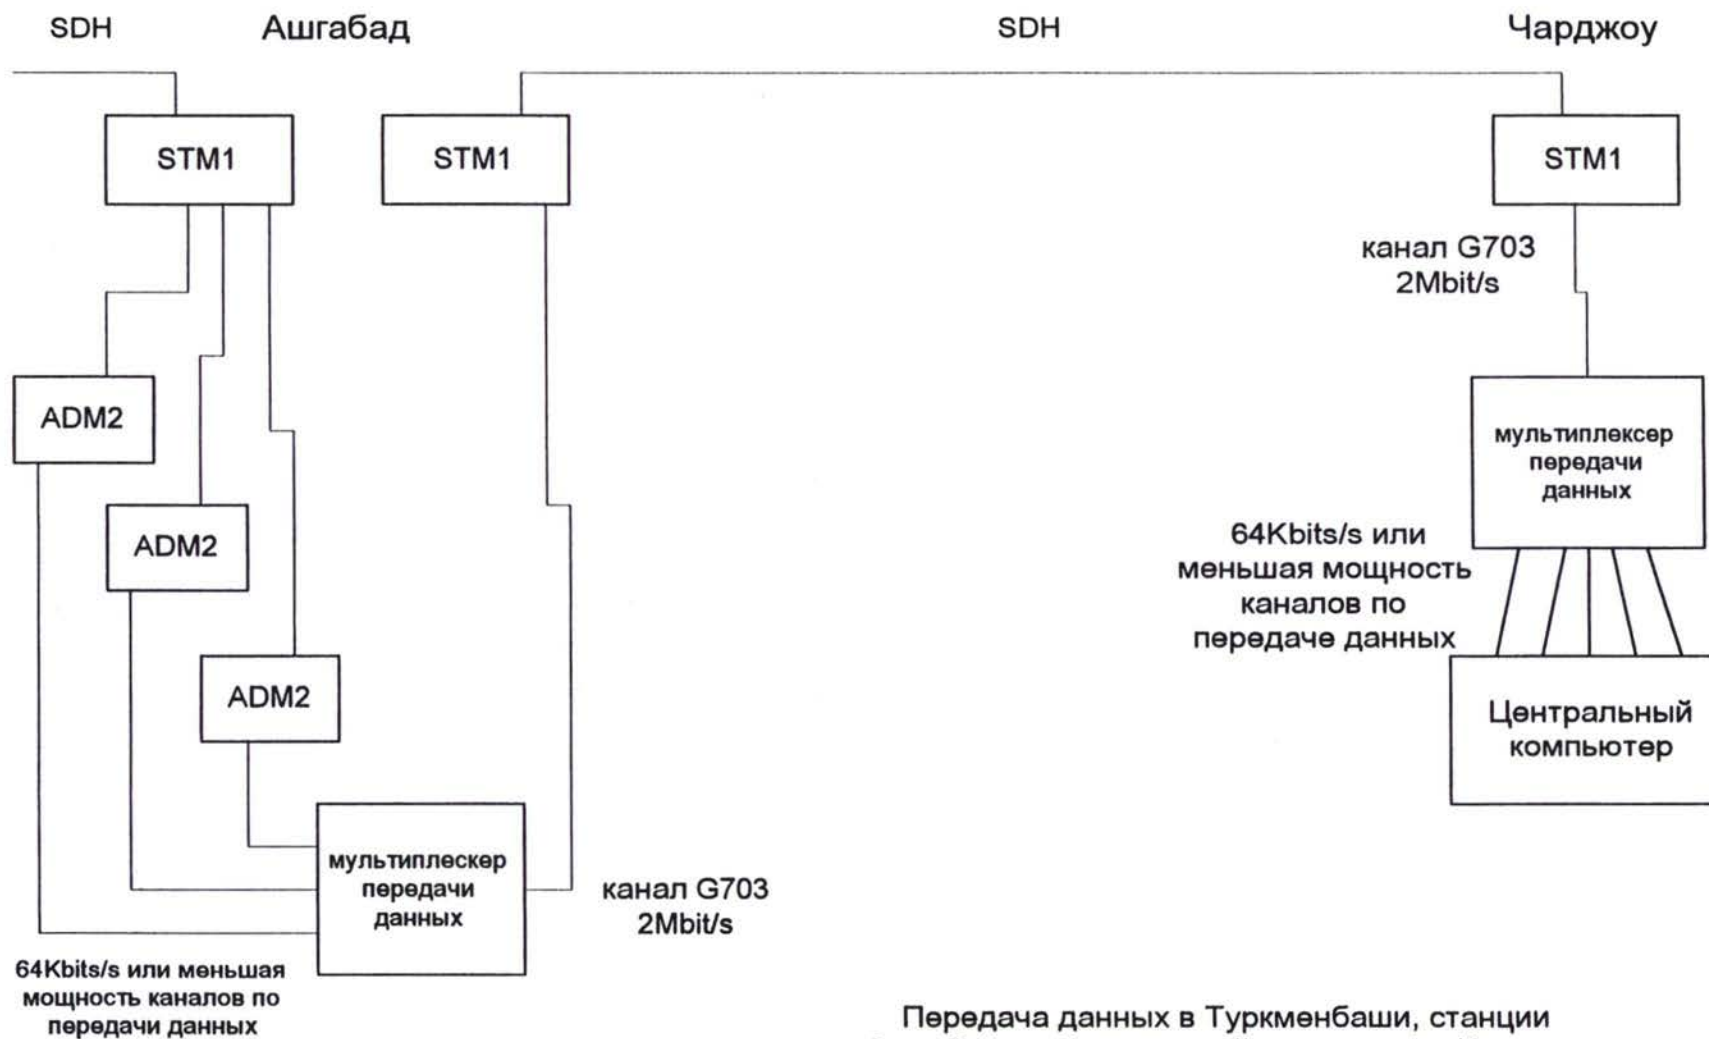 SDH
Ашгабад
SDH
Чарджоу
STM1
STM1
STM1
канал G703
2Mbit/s
ADM2
мультиплексер
передачи
данных
ADM2
64Kbits/s или
меньшая мощность
каналов по
передаче данных
ADM2
Центральный
компьютер
мультиплескер
передачи
данных
канал G703
2Mbit/s
64Kbits/s или меньшая
мощность каналов по
передачи данных
Передача данных в Туркменбаши, станции